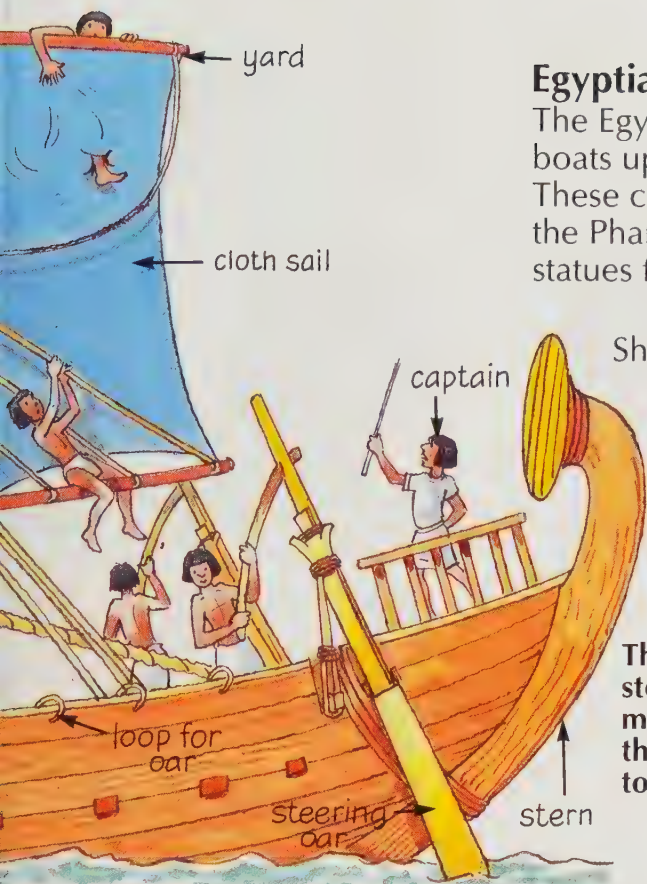 yard
Egyptia
The Egy
boats up
These c
the Pha
statues f
cloth sail
Sh
captain
Th
ste
m
th
to
loop for
oar
steering
oar
stern